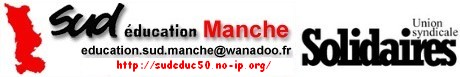 Sud éducation Manche
education.sud.manche@wanadoo.fr
http://sudeduc50.no-ip.org/
Union
syndicale
Solidaires